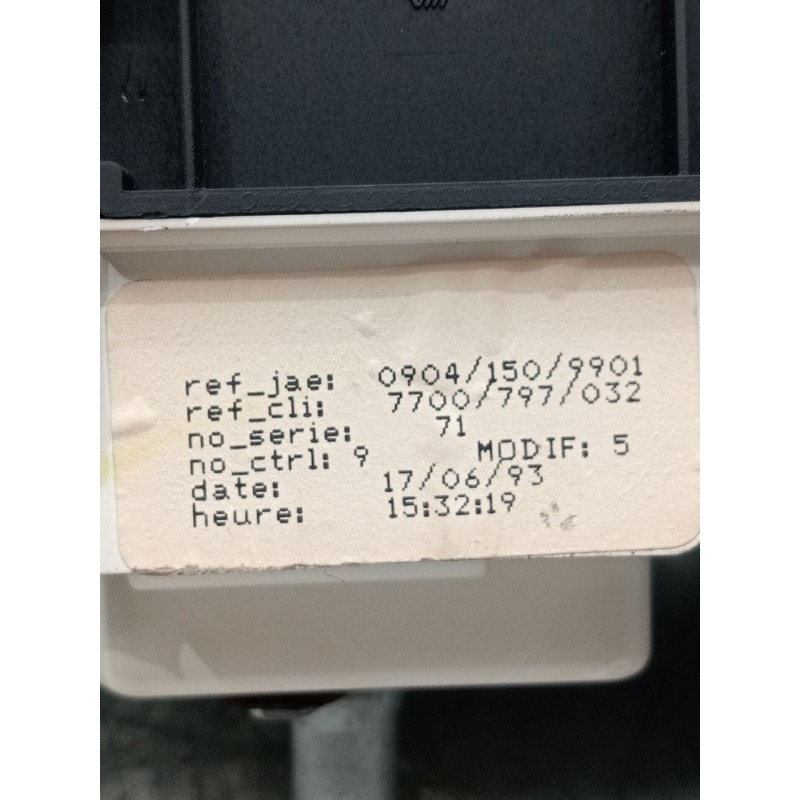 ref_jae: 0904/150/9901
ref_cli: 7700/797/032
no_serie: 71
no_ctrl: 9 MODIF: 5
date: 17/06/93
heure: 15:32:19